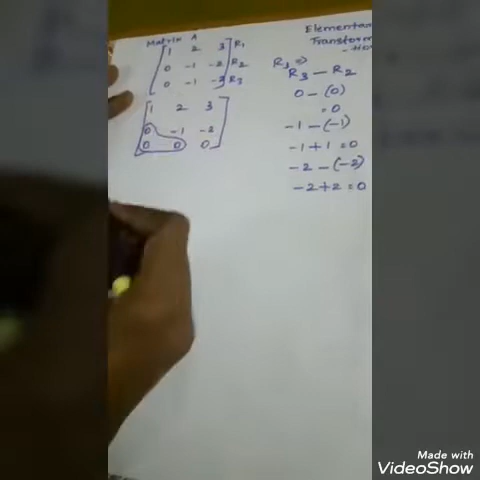 Matrix A
1 2 3 R1
0 -1 -2 R2
0 -1 -2 R3
1 2 3
0 -1 -2
0 0 0
Elementar
Transform
R3 ⇒
R3 - R2
0 - (0)
= 0
-1 - (-1)
-1 + 1 = 0
-2 - (-2)
-2 + 2 = 0
Made with
VideoShow